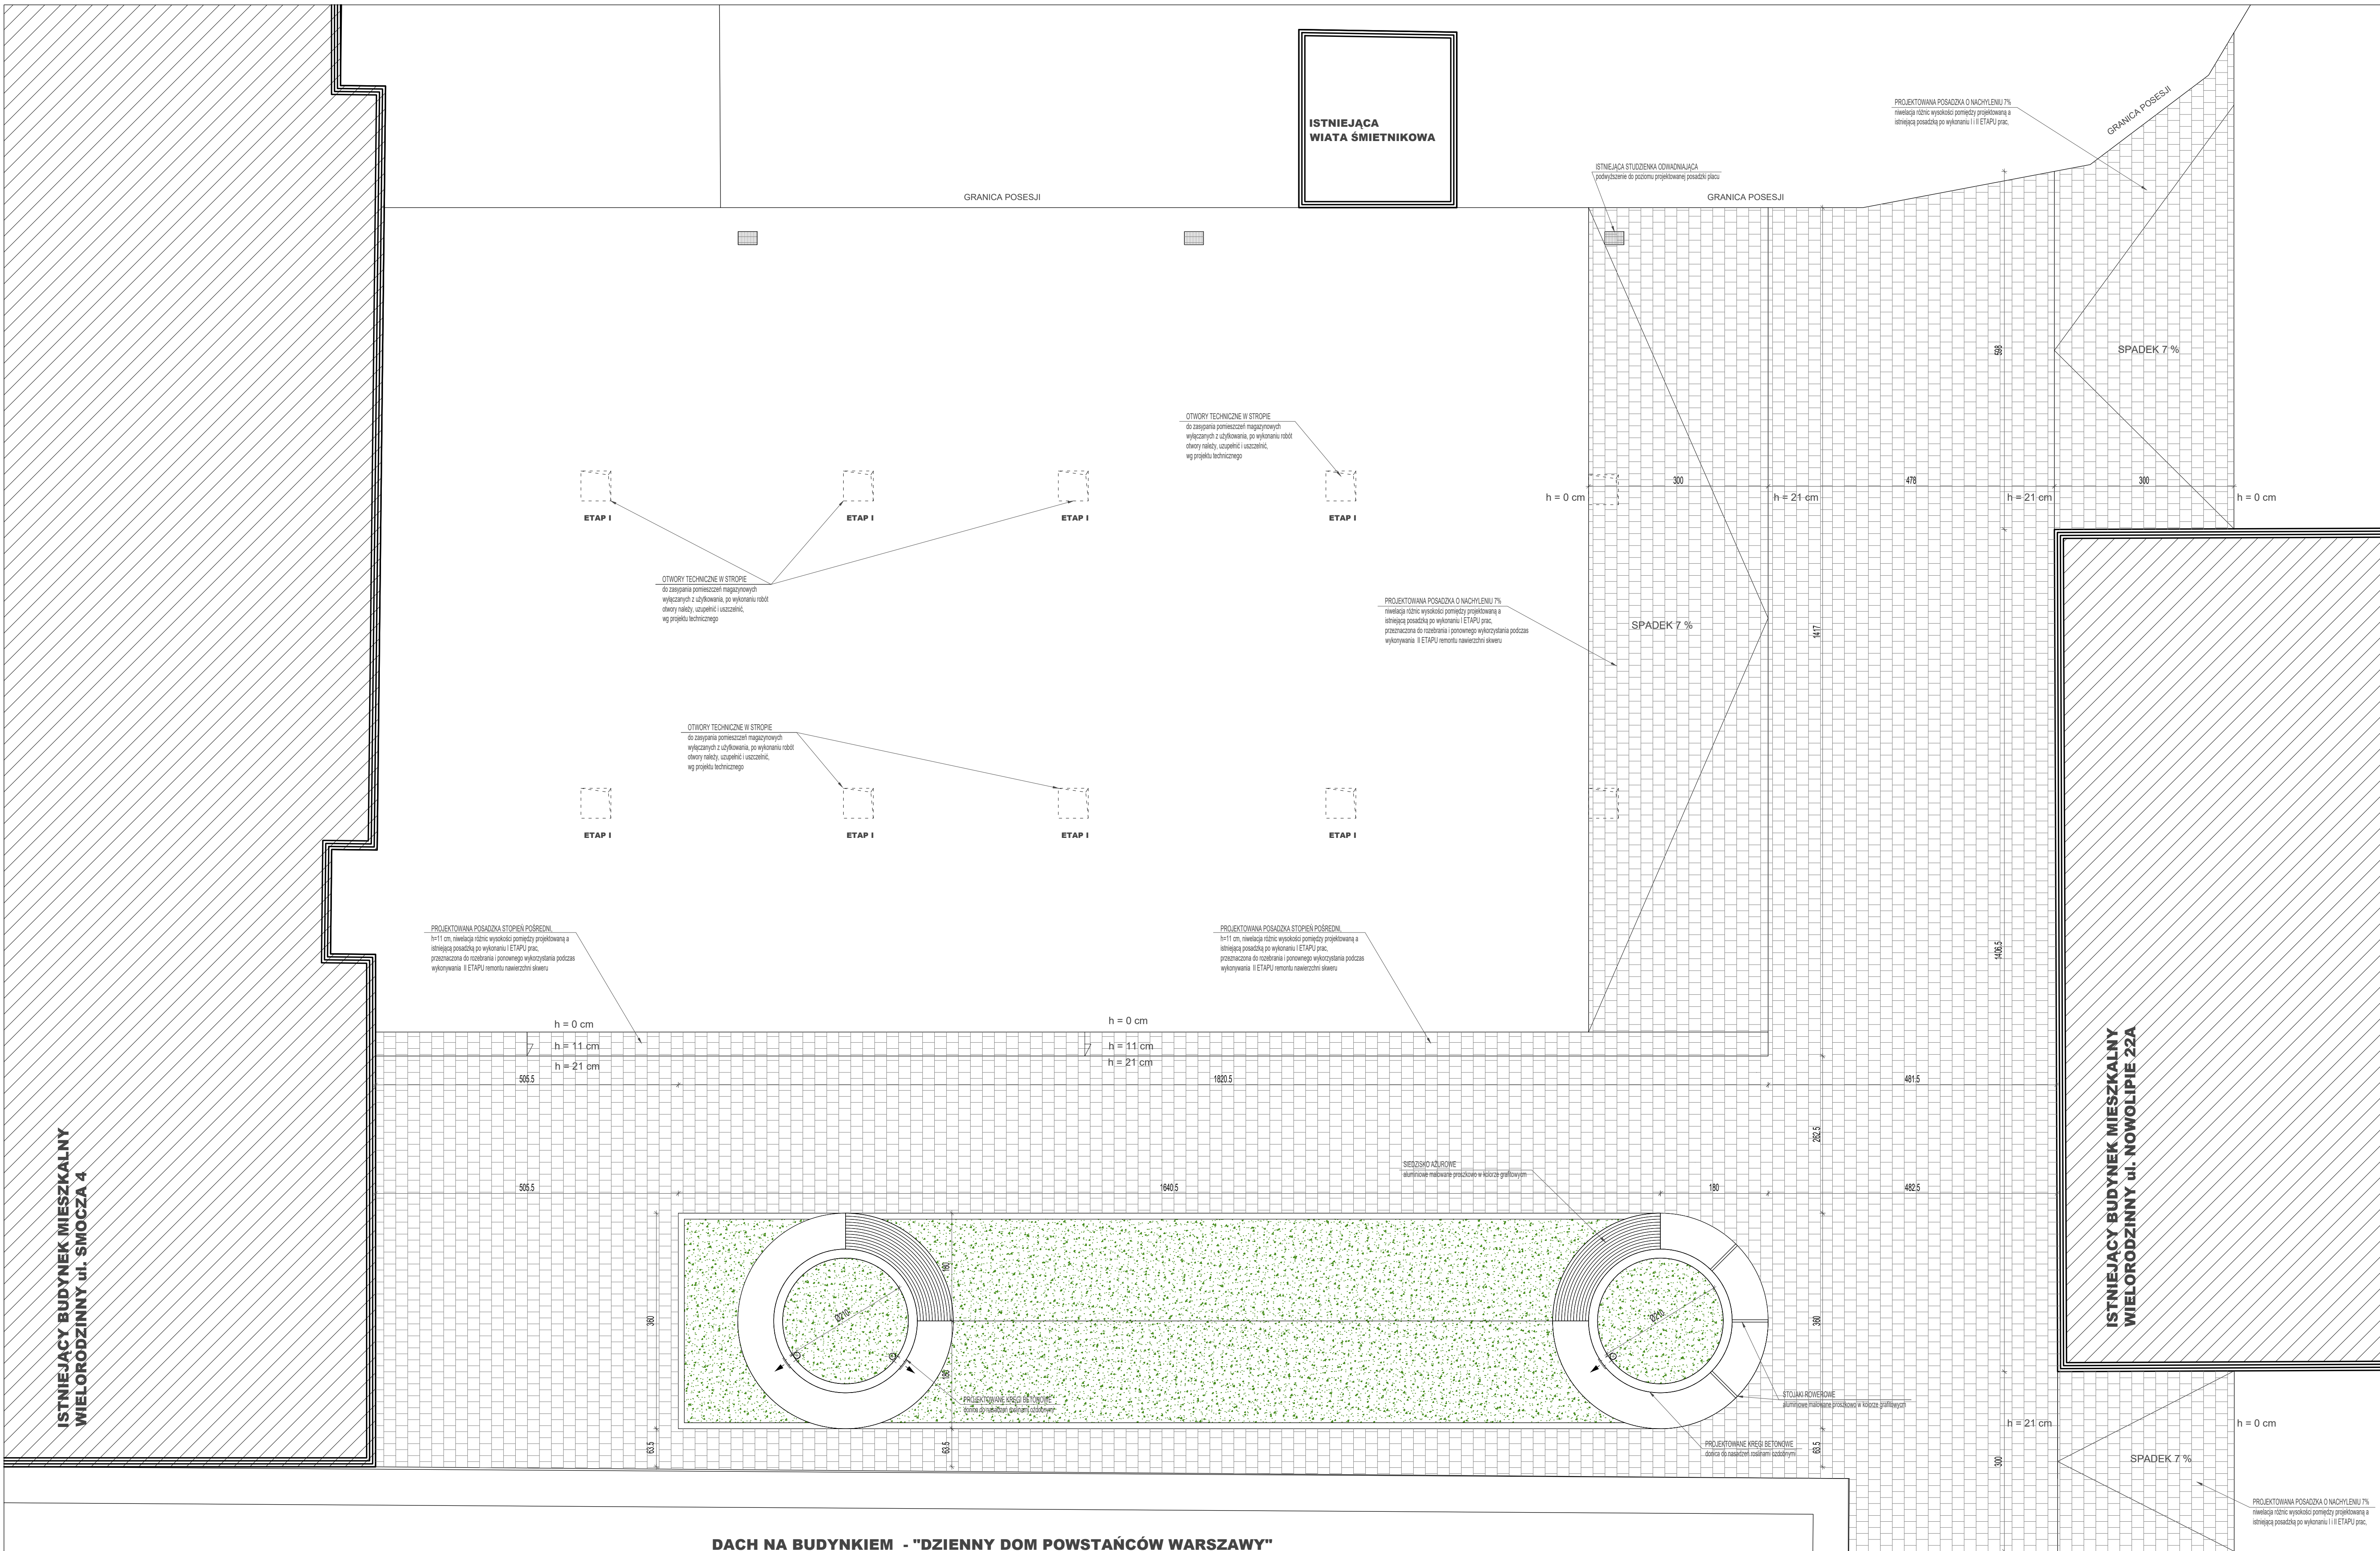 ISTNIEJĄCA
WIATA ŚMIETNIKOWA
GRANICA POSESJI
GRANICA POSESJI
GRANICA POSESJI
PROJEKTOWANA POSADZKA O NACHYLENIU 7%
niwelacja różnic wysokości pomiędzy projektowaną a
istniejącą posadzką po wykonaniu I i II ETAPU prac,
ISTNIEJĄCA STUDZIENKA ODWADNIAJĄCA
podwyższenie do poziomu projektowanej posadzki placu
SPADEK 7 %
598
OTWORY TECHNICZNE W STROPIE
do zasypania pomieszczeń magazynowych
wyłączanych z użytkowania, po wykonaniu robót
otwory należy, uzupełnić i uszczelnić,
wg projektu technicznego
h = 0 cm
300
h = 21 cm
478
h = 21 cm
300
h = 0 cm
ETAP I
ETAP I
ETAP I
ETAP I
OTWORY TECHNICZNE W STROPIE
do zasypania pomieszczeń magazynowych
wyłączanych z użytkowania, po wykonaniu robót
otwory należy, uzupełnić i uszczelnić,
wg projektu technicznego
PROJEKTOWANA POSADZKA O NACHYLENIU 7%
niwelacja różnic wysokości pomiędzy projektowaną a
istniejącą posadzką po wykonaniu I ETAPU prac,
przeznaczona do rozebrania i ponownego wykorzystania podczas
wykonywania II ETAPU remontu nawierzchni skweru
SPADEK 7 %
1417
OTWORY TECHNICZNE W STROPIE
do zasypania pomieszczeń magazynowych
wyłączanych z użytkowania, po wykonaniu robót
otwory należy, uzupełnić i uszczelnić,
wg projektu technicznego
ETAP I
ETAP I
ETAP I
ETAP I
PROJEKTOWANA POSADZKA STOPIEŃ POŚREDNI,
h=11 cm, niwelacja różnic wysokości pomiędzy projektowaną a
istniejącą posadzką po wykonaniu I ETAPU prac,
przeznaczona do rozebrania i ponownego wykorzystania podczas
wykonywania II ETAPU remontu nawierzchni skweru
PROJEKTOWANA POSADZKA STOPIEŃ POŚREDNI,
h=11 cm, niwelacja różnic wysokości pomiędzy projektowaną a
istniejącą posadzką po wykonaniu I ETAPU prac,
przeznaczona do rozebrania i ponownego wykorzystania podczas
wykonywania II ETAPU remontu nawierzchni skweru
1406.5
h = 0 cm
h = 11 cm
h = 21 cm
h = 0 cm
h = 11 cm
h = 21 cm
505.5
1820.5
481.5
262.5
SIEDZISKO AŻUROWE
aluminiowe malowane proszkowo w kolorze grafitowyym
505.5
1640.5
180
482.5
ISTNIEJĄCY BUDYNEK MIESZKALNY
WIELORODZINNY ul. SMOCZA 4
ISTNIEJĄCY BUDYNEK MIESZKALNY
WIELORODZINNY ul. NOWOLIPIE 22A
360
Ø210
180
180
Ø210
360
PROJEKTOWANE KRĘGI BETONOWE
donice do nasadzeń roślinami ozdobnymi
STOJAKI ROWEROWE
aluminiowe malowane proszkowo w kolorze grafitowyzm
PROJEKTOWANE KRĘGI BETONOWE
donica do nasadzeń roślinami ozdobnymi
63.5
63.5
63.5
h = 21 cm
h = 0 cm
300
SPADEK 7 %
PROJEKTOWANA POSADZKA O NACHYLENIU 7%
niwelacja różnic wysokości pomiędzy projektowaną a
istniejącą posadzką po wykonaniu I i II ETAPU prac,
DACH NA BUDYNKIEM - "DZIENNY DOM POWSTAŃCÓW WARSZAWY"